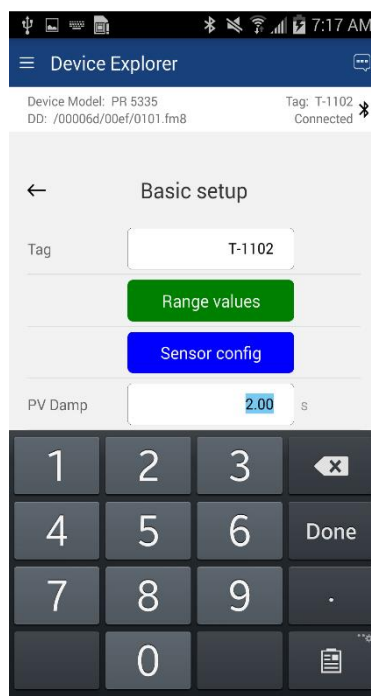 7:17 AM
Device Explorer
Device Model: PR 5335
Tag: T-1102
DD: /00006d/00ef/0101.fm8
Connected
Basic setup
Tag
T-1102
Range values
Sensor config
PV Damp
2.00
s
1
2
3
4
5
6
Done
7
8
9
.
0